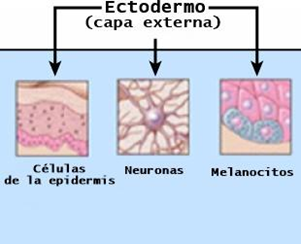 Ectodermo
(capa externa)
Células
de la epidermis
Neuronas
Melanocitos